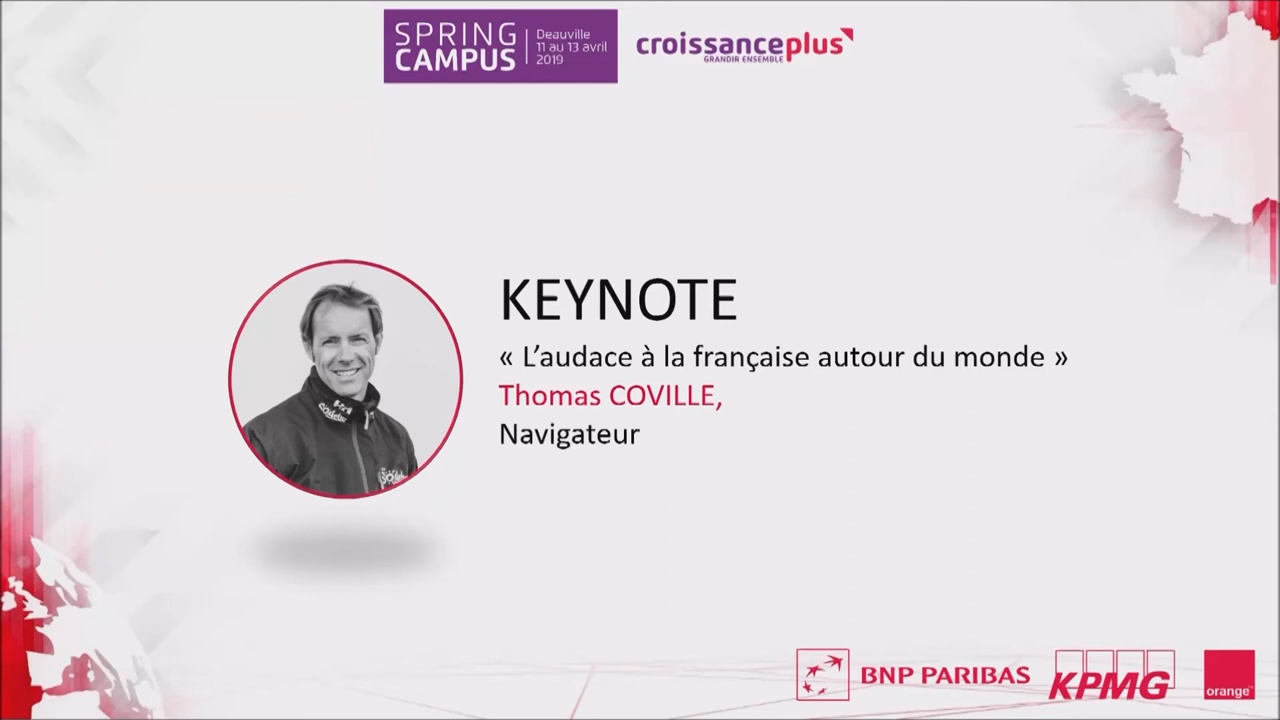 SPRING
CAMPUS
Deauville
11 au 13 avril
2019
croissanceplus
GRANDIR ENSEMBLE
KEYNOTE
« L’audace à la française autour du monde »
Thomas COVILLE,
Navigateur
BNP PARIBAS
KPMG
orange™